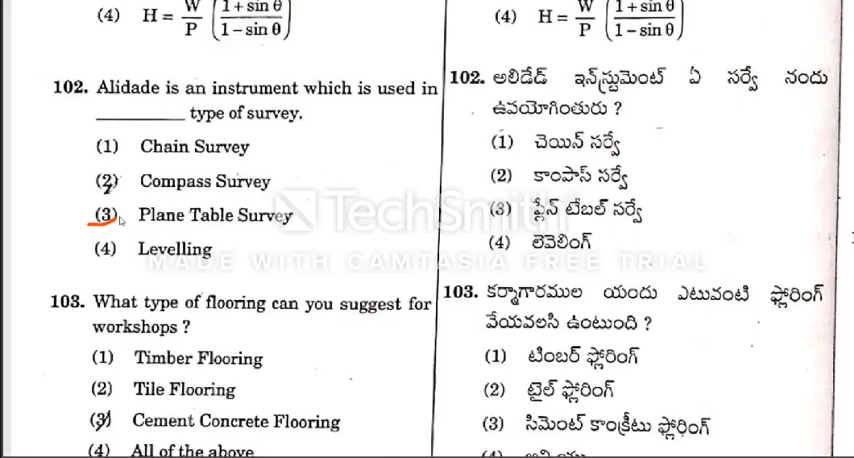 (4) H = W/P (1 + sin θ / 1 − sin θ)
102. Alidade is an instrument which is used in
________ type of survey.
(1) Chain Survey
(2) Compass Survey
(3) Plane Table Survey
(4) Levelling
103. What type of flooring can you suggest for
workshops ?
(1) Timber Flooring
(2) Tile Flooring
(3) Cement Concrete Flooring
(4) All of the above
(4) H = W/P (1 + sin θ / 1 − sin θ)
102. అలిడేడ్ ఇన్‌స్ట్రుమెంట్ ఏ సర్వే నందు
ఉపయోగింతురు ?
(1) చెయిన్ సర్వే
(2) కాంపాస్ సర్వే
(3) ప్లేన్ టేబల్ సర్వే
(4) లెవెలింగ్
103. కర్మాగారముల యందు ఎటువంటి ఫ్లోరింగ్
వేయవలసి ఉంటుంది ?
(1) టింబర్ ఫ్లోరింగ్
(2) టైల్ ఫ్లోరింగ్
(3) సిమెంట్ కాంక్రీటు ఫ్లోరింగ్
TechSmith
MADE WITH CAMTASIA FREE TRIAL